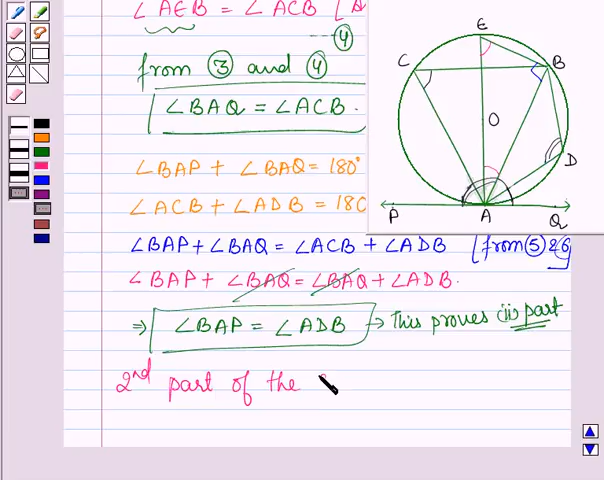 ∠AEB = ∠ACB [A
--- ④
from ③ and ④
∠BAQ = ∠ACB.
∠BAP + ∠BAQ = 180°
∠ACB + ∠ADB = 180
∠BAP + ∠BAQ = ∠ACB + ∠ADB [from ⑤ & ⑥
∠BAP + ∠BAQ = ∠BAQ + ∠ADB.
⇒ ∠BAP = ∠ADB → This proves (ii) part
2nd part of the
E
C
B
O
D
P
A
Q